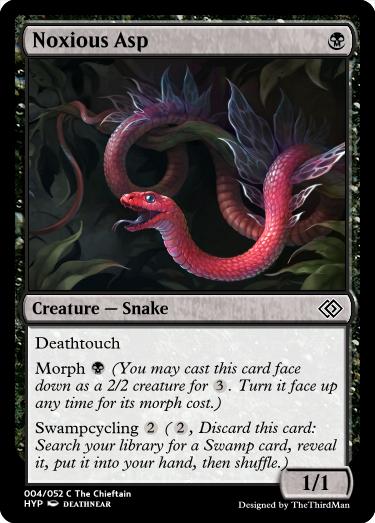 Noxious Asp
Creature — Snake
Deathtouch
Morph (You may cast this card face
down as a 2/2 creature for 3. Turn it face up
any time for its morph cost.)
Swampcycling 2 (2, Discard this card:
Search your library for a Swamp card, reveal
it, put it into your hand, then shuffle.)
1/1
004/052 C The Chieftain
HYP DEATHNEAR
Designed by TheThirdMan